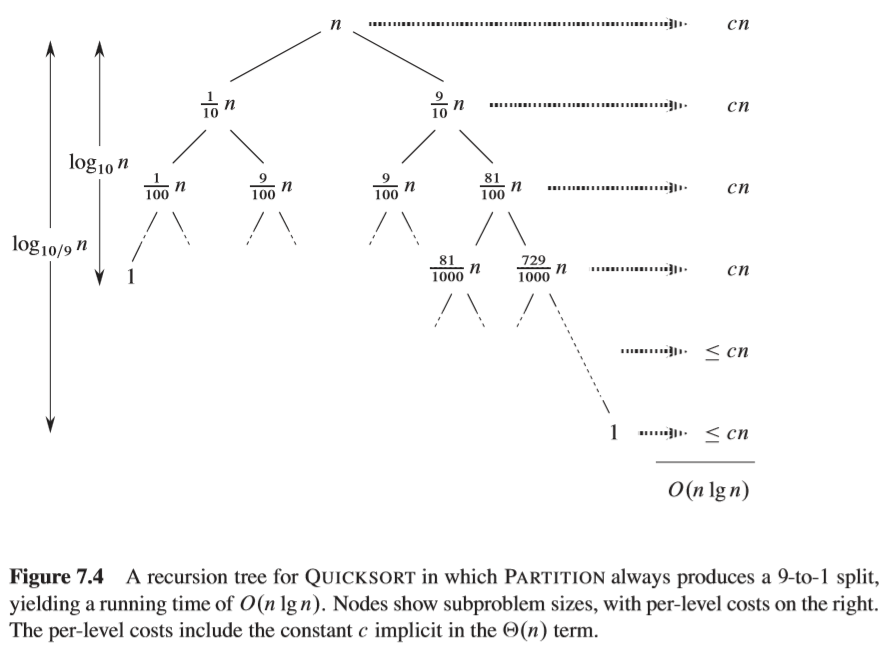 n cn
1/10 n 9/10 n cn
log₁₀ n
1/100 n 9/100 n 9/100 n 81/100 n cn
log₁₀/₉ n
1 81/1000 n 729/1000 n cn
≤ cn
1 ≤ cn
O(n lg n)
Figure 7.4 A recursion tree for QUICKSORT in which PARTITION always produces a 9-to-1 split,
yielding a running time of O(n lg n). Nodes show subproblem sizes, with per-level costs on the right.
The per-level costs include the constant c implicit in the Θ(n) term.